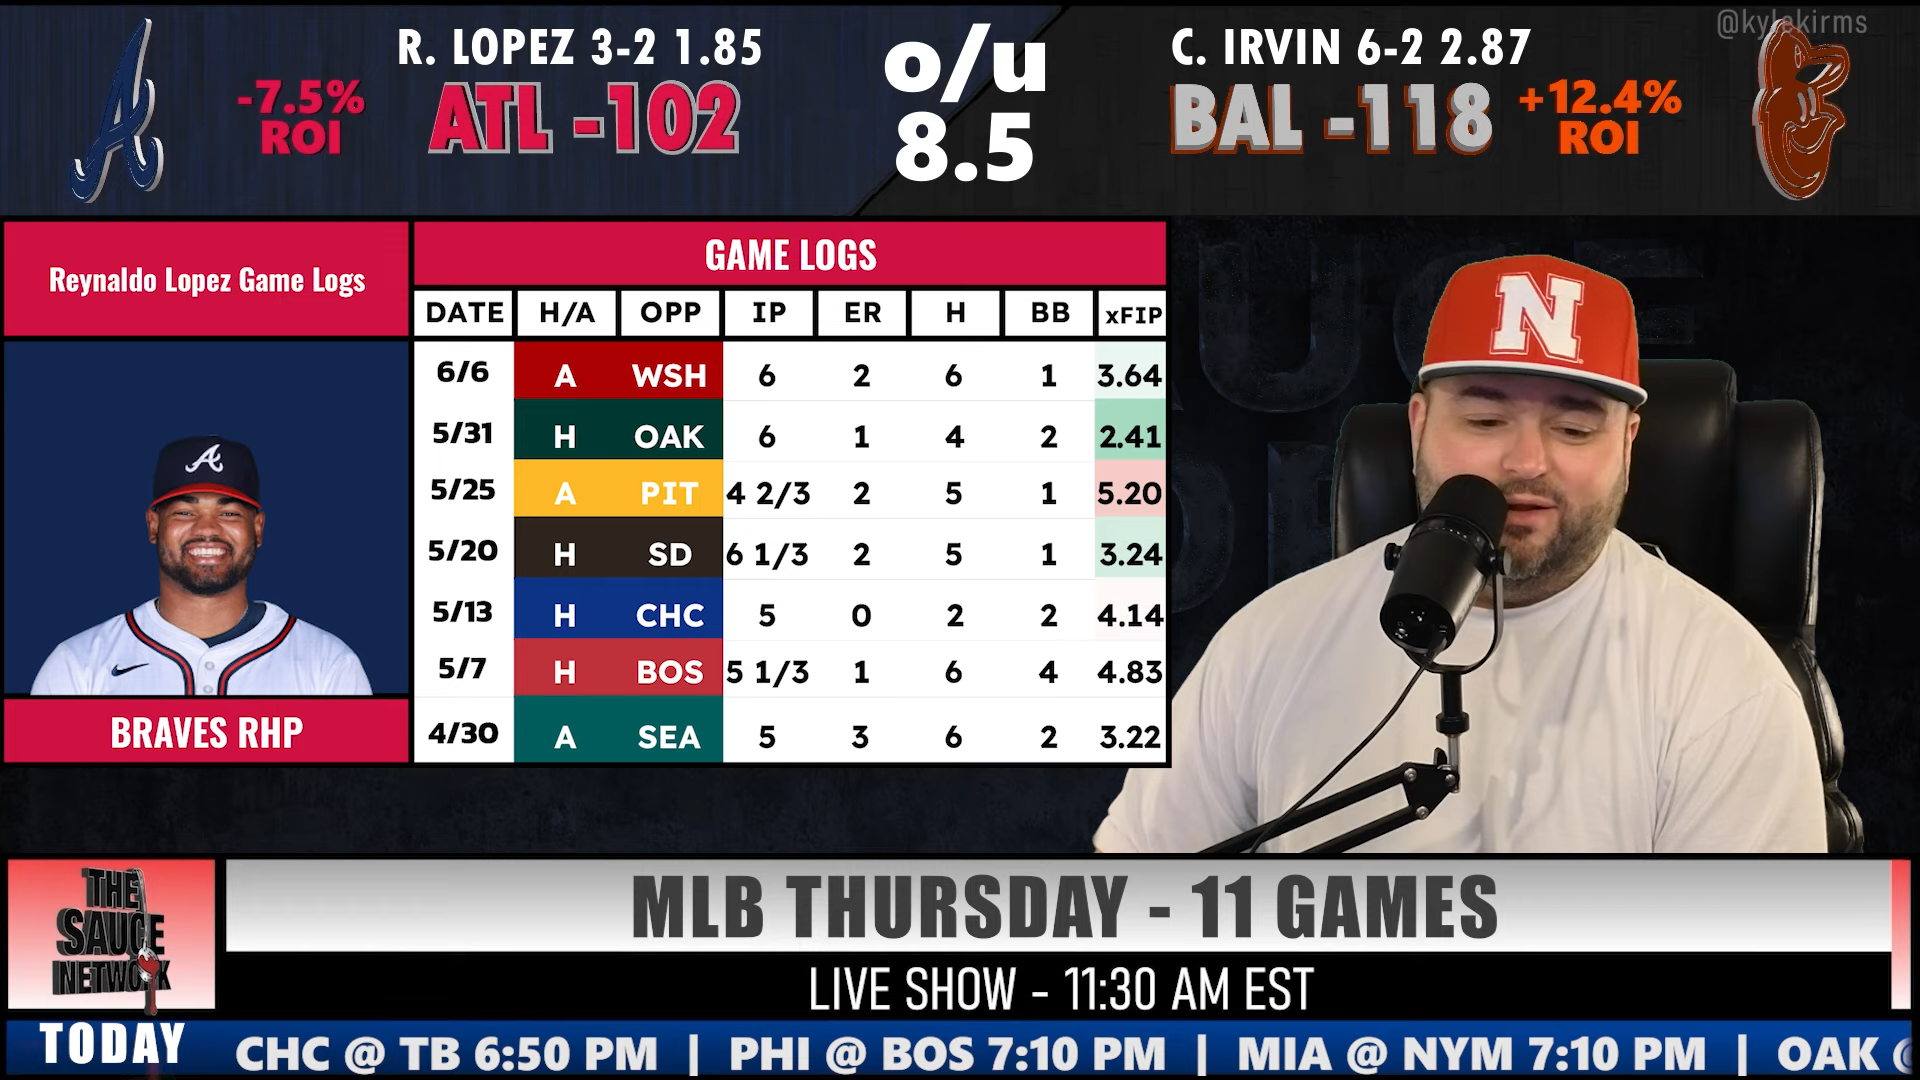 @kylekirms
R. LOPEZ 3-2 1.85
-7.5%
ROI
ATL -102
o/u
8.5
C. IRVIN 6-2 2.87
BAL -118
+12.4%
ROI
Reynaldo Lopez Game Logs
BRAVES RHP
GAME LOGS
DATE H/A OPP IP ER H BB xFIP
6/6 A WSH 6 2 6 1 3.64
5/31 H OAK 6 1 4 2 2.41
5/25 A PIT 4 2/3 2 5 1 5.20
5/20 H SD 6 1/3 2 5 1 3.24
5/13 H CHC 5 0 2 2 4.14
5/7 H BOS 5 1/3 1 6 4 4.83
4/30 A SEA 5 3 6 2 3.22
N
THE
SAUCE
NETWORK
MLB THURSDAY - 11 GAMES
LIVE SHOW - 11:30 AM EST
TODAY
CHC @ TB 6:50 PM | PHI @ BOS 7:10 PM | MIA @ NYM 7:10 PM | OAK @